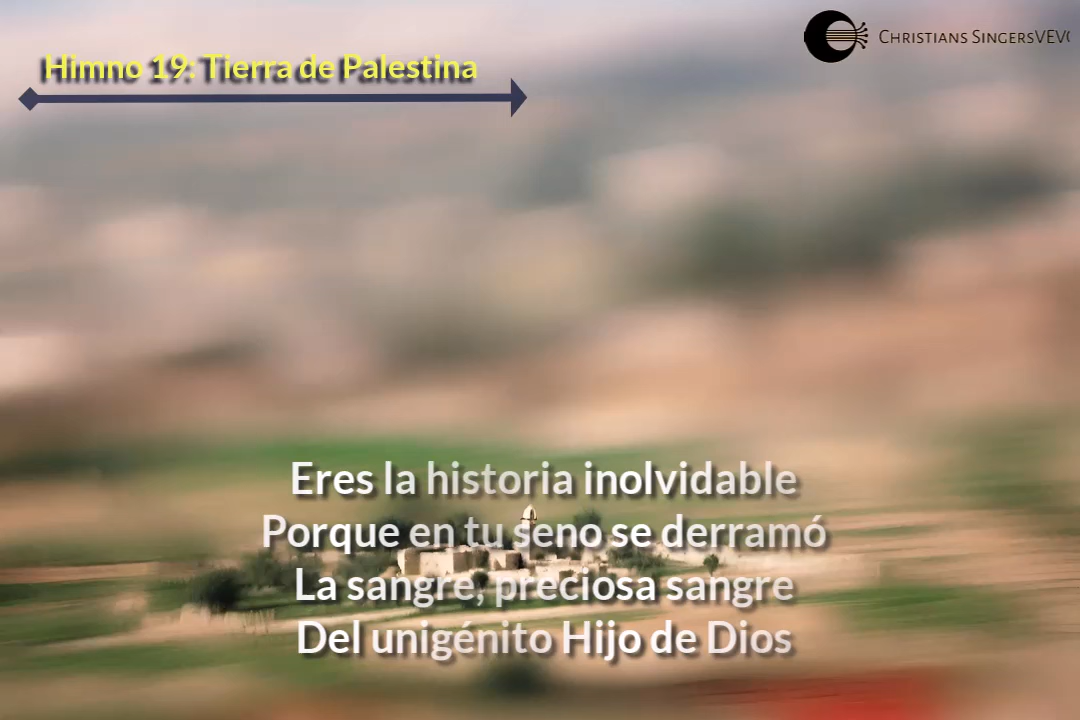 Christians SingersVEVO
Himno 19: Tierra de Palestina
Eres la historia inolvidable
Porque en tu seno se derramó
La sangre, preciosa sangre
Del unigénito Hijo de Dios